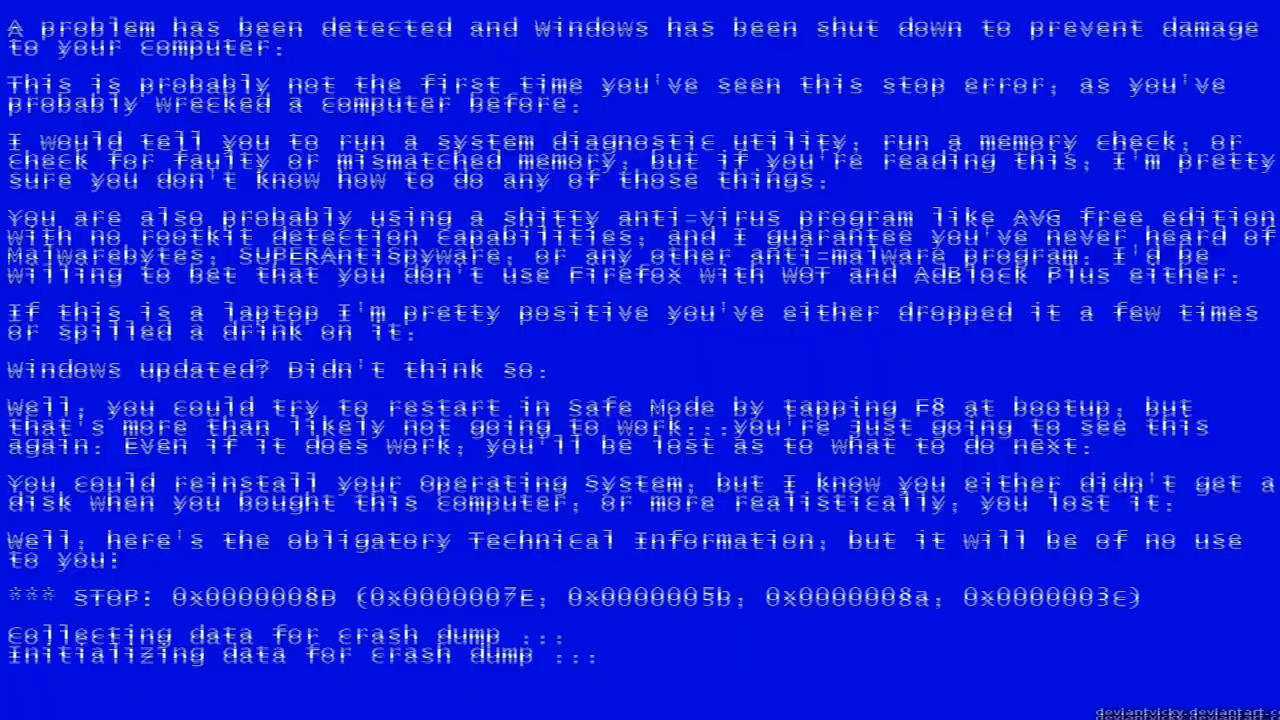 A problem has been detected and Windows has been shut down to prevent damage
to your computer.
This is probably not the first time you've seen this stop error, as you've
probably wrecked a computer before.
I would tell you to run a system diagnostic utility, run a memory check, or
check for faulty or mismatched memory, but if you're reading this, I'm pretty
sure you don't know how to do any of those things.
You are also probably using a shitty anti-virus program like AVG free edition
with no rootkit detection capabilities, and I guarantee you've never heard of
Malwarebytes, SUPERAntiSpyware, or any other anti-malware program. I'd be
willing to bet that you don't use Firefox with WOT and AdBlock Plus either.
If this is a laptop I'm pretty positive you've either dropped it a few times
or spilled a drink on it.
Windows updated? Didn't think so.
Well, you could try to restart in Safe Mode by tapping F8 at bootup, but
that's more than likely not going to work...you're just going to see this
again. Even if it does work, you'll be lost as to what to do next.
You could reinstall your Operating System, but I know you either didn't get a
disk when you bought this computer, or more realistically, you lost it.
Well, here's the obligatory Technical Information, but it will be of no use
to you:
*** STOP: 0x0000008D (0x0000007E, 0x0000005b, 0x0000008a, 0x0000003c)
Collecting data for crash dump ...
Initializing data for crash dump ...
deviantvicky.deviantart.c